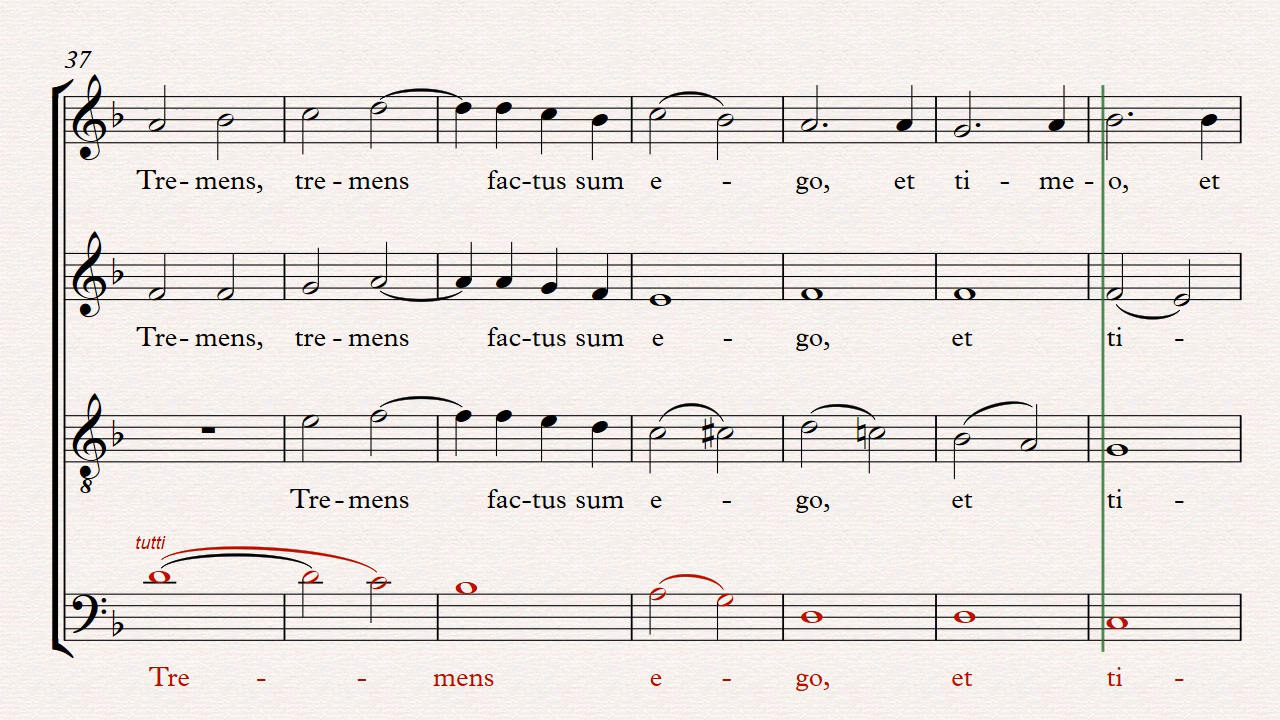 37
Tre - mens, tre - mens fac - tus sum e - go, et ti - me - o, et
Tre - mens, tre - mens fac - tus sum e - go, et ti -
8
Tre - mens fac - tus sum e - go, et ti -
tutti
Tre - - mens e - go, et ti -